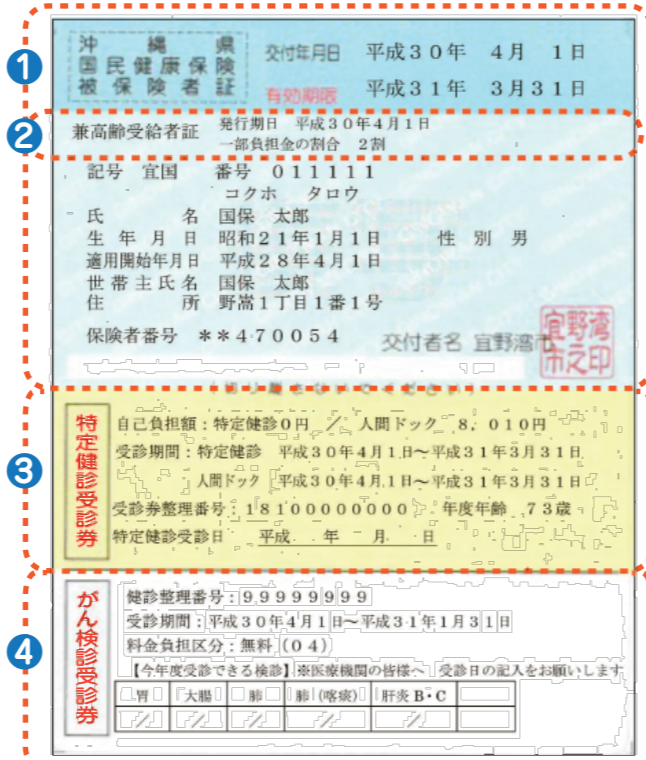 沖縄県
国民健康保険
被保険者証
交付年月日 平成30年 4月 1日
有効期限 平成31年 3月31日
①
②
兼高齢受給者証 発行期日 平成30年4月1日
一部負担金の割合 2割
記号 宜国 番号 011111
コクホ タロウ
氏名 国保 太郎
生年月日 昭和21年1月1日 性別 男
適用開始年月日 平成28年4月1日
世帯主氏名 国保 太郎
住所 野嵩1丁目1番1号
保険者番号 **470054 交付者名 宜野湾市
宜野湾市之印
(切り離さないでください)
③
特定健診受診券
自己負担額:特定健診0円 / 人間ドック 8,010円
受診期間:特定健診 平成30年4月1日~平成31年3月31日
人間ドック 平成30年4月1日~平成31年3月31日
受診券整理番号:18100000000 年度年齢 73歳
特定健診受診日 平成 年 月 日
④
がん検診受診券
健診整理番号:99999999
受診期間:平成30年4月1日~平成31年1月31日
料金負担区分:無料(04)
【今年度受診できる検診】※医療機関の皆様へ 受診日の記入をお願いします
胃 大腸 肺 肺(喀痰) 肝炎B・C
/ / / / /